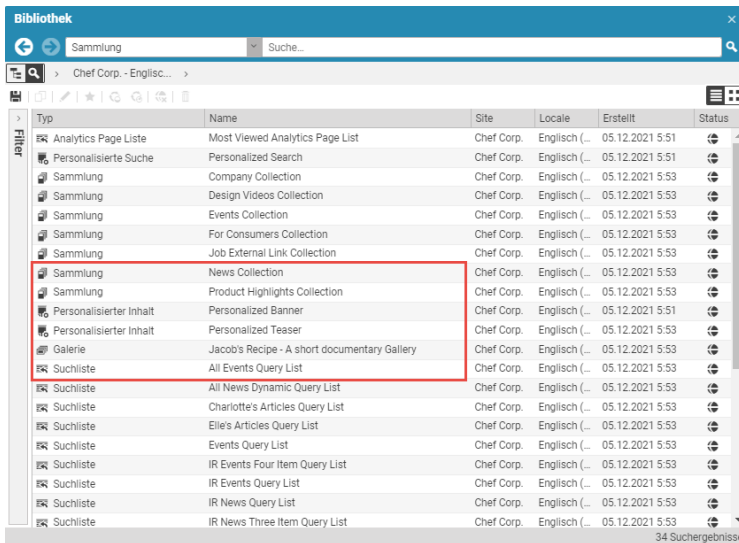 Bibliothek
Sammlung Suche...
Chef Corp. - Englisc...
Filter
Typ Name Site Locale Erstellt Status
Analytics Page Liste Most Viewed Analytics Page List Chef Corp. Englisch (... 05.12.2021 5:51
Personalisierte Suche Personalized Search Chef Corp. Englisch (... 05.12.2021 5:51
Sammlung Company Collection Chef Corp. Englisch (... 05.12.2021 5:53
Sammlung Design Videos Collection Chef Corp. Englisch (... 05.12.2021 5:53
Sammlung Events Collection Chef Corp. Englisch (... 05.12.2021 5:53
Sammlung For Consumers Collection Chef Corp. Englisch (... 05.12.2021 5:53
Sammlung Job External Link Collection Chef Corp. Englisch (... 05.12.2021 5:53
Sammlung News Collection Chef Corp. Englisch (... 05.12.2021 5:53
Sammlung Product Highlights Collection Chef Corp. Englisch (... 05.12.2021 5:53
Personalisierter Inhalt Personalized Banner Chef Corp. Englisch (... 05.12.2021 5:51
Personalisierter Inhalt Personalized Teaser Chef Corp. Englisch (... 05.12.2021 5:53
Galerie Jacob's Recipe - A short documentary Gallery Chef Corp. Englisch (... 05.12.2021 5:53
Suchliste All Events Query List Chef Corp. Englisch (... 05.12.2021 5:53
Suchliste All News Dynamic Query List Chef Corp. Englisch (... 05.12.2021 5:53
Suchliste Charlotte's Articles Query List Chef Corp. Englisch (... 05.12.2021 5:53
Suchliste Elle's Articles Query List Chef Corp. Englisch (... 05.12.2021 5:53
Suchliste Events Query List Chef Corp. Englisch (... 05.12.2021 5:53
Suchliste IR Events Four Item Query List Chef Corp. Englisch (... 05.12.2021 5:53
Suchliste IR Events Query List Chef Corp. Englisch (... 05.12.2021 5:53
Suchliste IR News Query List Chef Corp. Englisch (... 05.12.2021 5:53
Suchliste IR News Three Item Query List Chef Corp. Englisch (... 05.12.2021 5:53
34 Suchergebnisse